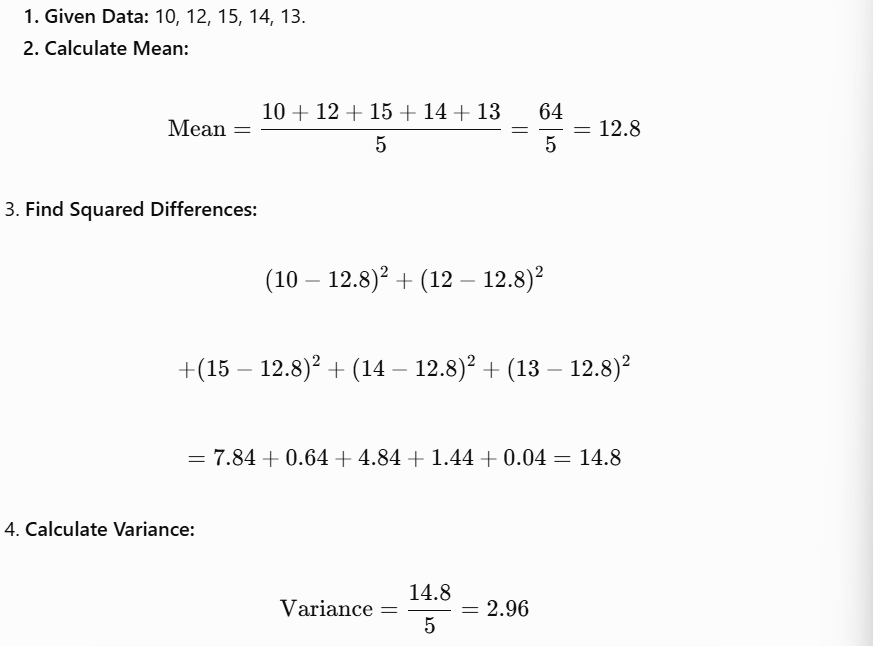 1. Given Data: 10, 12, 15, 14, 13.
2. Calculate Mean:
Mean = \frac{10 + 12 + 15 + 14 + 13}{5} = \frac{64}{5} = 12.8
3. Find Squared Differences:
(10 − 12.8)² + (12 − 12.8)²
+(15 − 12.8)² + (14 − 12.8)² + (13 − 12.8)²
= 7.84 + 0.64 + 4.84 + 1.44 + 0.04 = 14.8
4. Calculate Variance:
Variance = \frac{14.8}{5} = 2.96